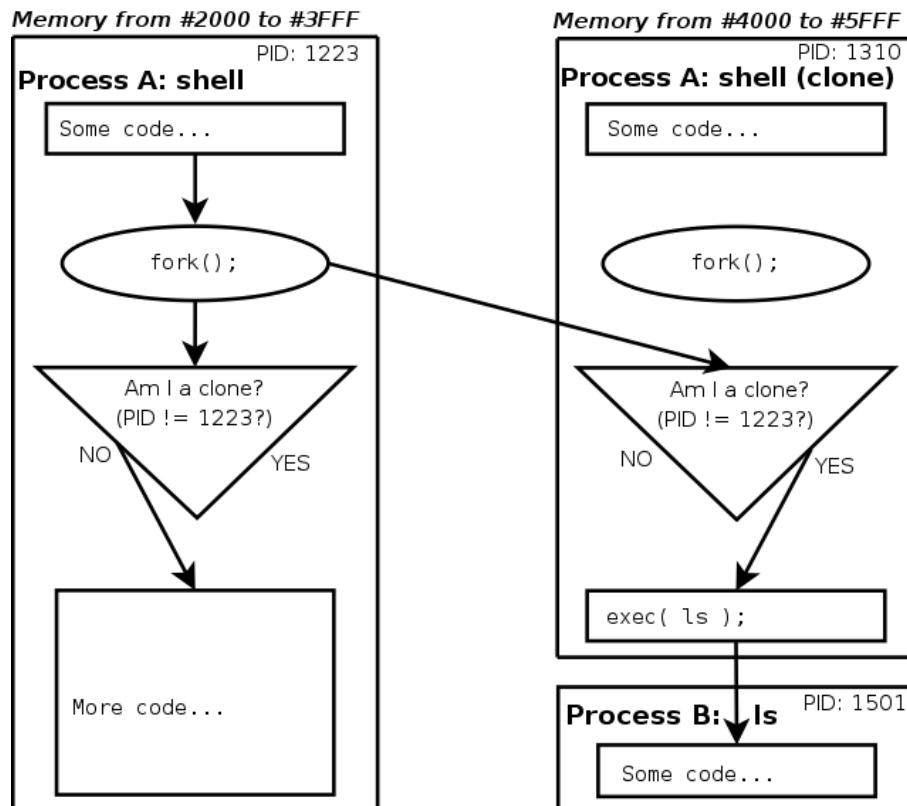 Memory from #2000 to #3FFF
PID: 1223
Process A: shell
Some code...
fork();
Am I a clone?
(PID != 1223?)
NO
YES
More code...
Memory from #4000 to #5FFF
PID: 1310
Process A: shell (clone)
Some code...
fork();
Am I a clone?
(PID != 1223?)
NO
YES
exec( ls );
PID: 1501
Process B: ls
Some code...